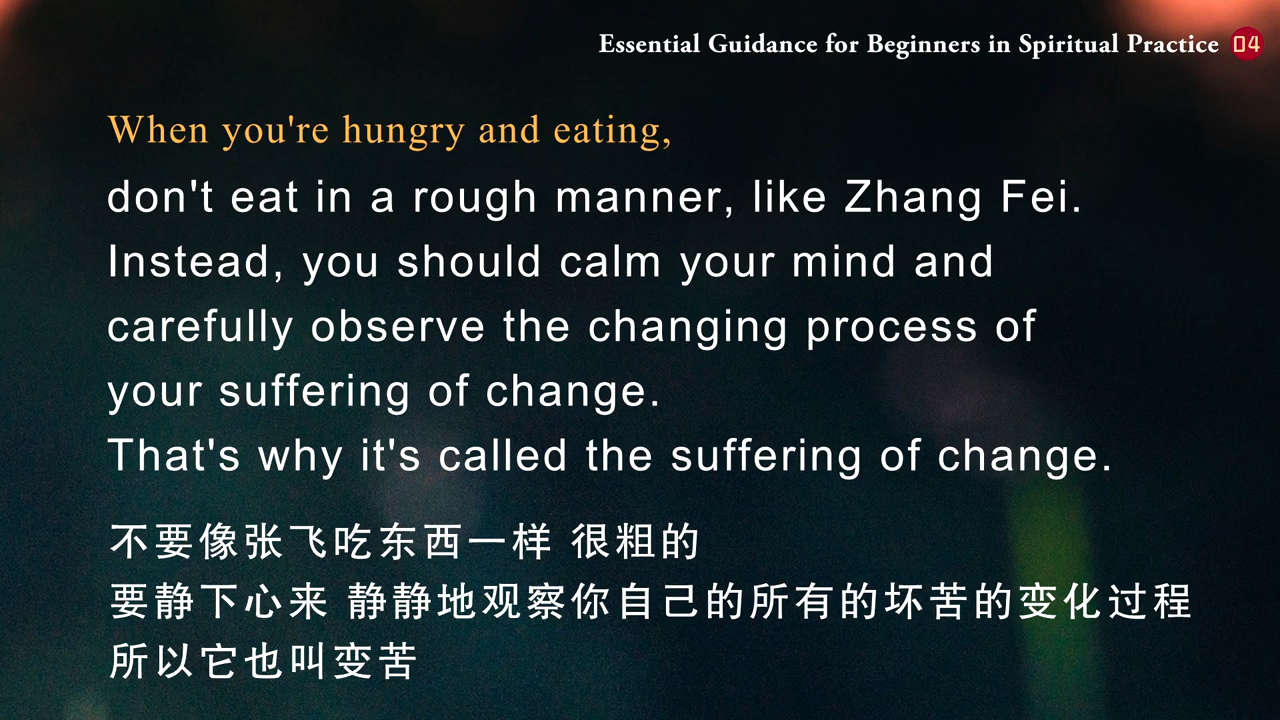 Essential Guidance for Beginners in Spiritual Practice 04
When you're hungry and eating,
don't eat in a rough manner, like Zhang Fei.
Instead, you should calm your mind and
carefully observe the changing process of
your suffering of change.
That's why it's called the suffering of change.
不要像张飞吃东西一样 很粗的
要静下心来 静静地观察你自己的所有的坏苦的变化过程
所以它也叫变苦